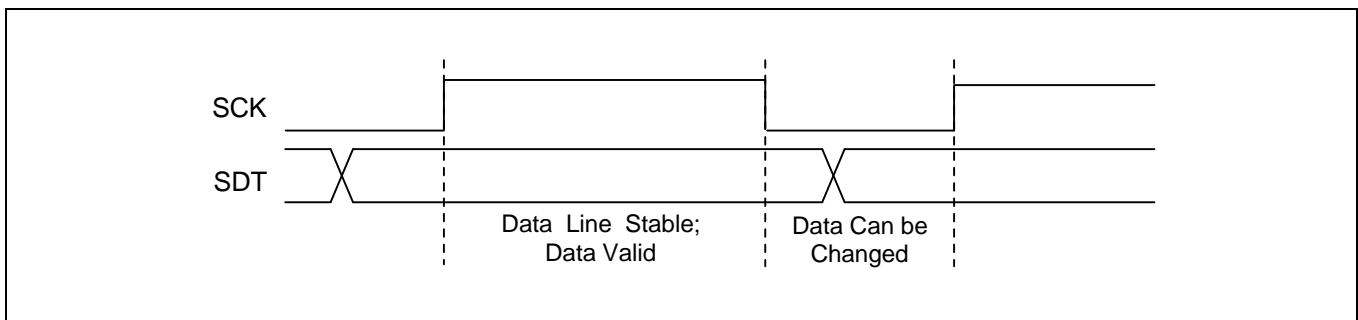 SCK
SDT
Data Line Stable;
Data Valid
Data Can be
Changed